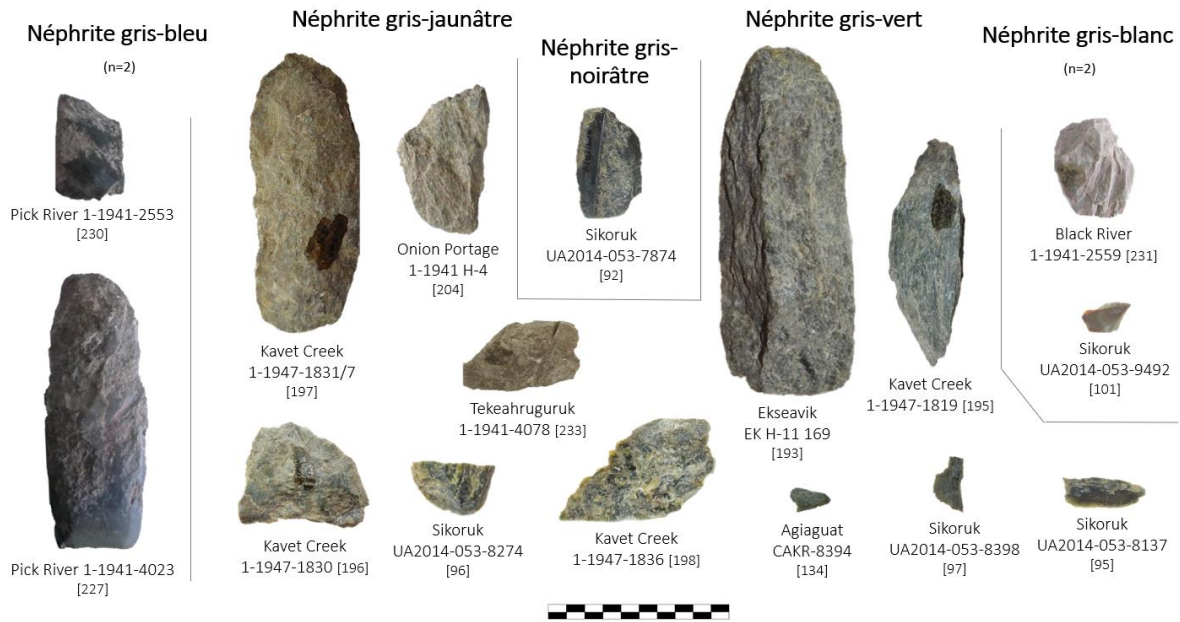 Néphrite gris-bleu
(n=2)
Pick River 1-1941-2553
[230]
Pick River 1-1941-4023
[227]
Néphrite gris-jaunâtre
Kavet Creek
1-1947-1831/7
[197]
Onion Portage
1-1941 H-4
[204]
Tekeahruguruk
1-1941-4078 [233]
Kavet Creek
1-1947-1830 [196]
Sikoruk
UA2014-053-8274
[96]
Kavet Creek
1-1947-1836 [198]
Néphrite gris-
noirâtre
Sikoruk
UA2014-053-7874
[92]
Néphrite gris-vert
Ekseavik
EK H-11 169
[193]
Kavet Creek
1-1947-1819 [195]
Agiaguat
CAKR-8394
[134]
Sikoruk
UA2014-053-8398
[97]
Sikoruk
UA2014-053-8137
[95]
Néphrite gris-blanc
(n=2)
Black River
1-1941-2559 [231]
Sikoruk
UA2014-053-9492
[101]